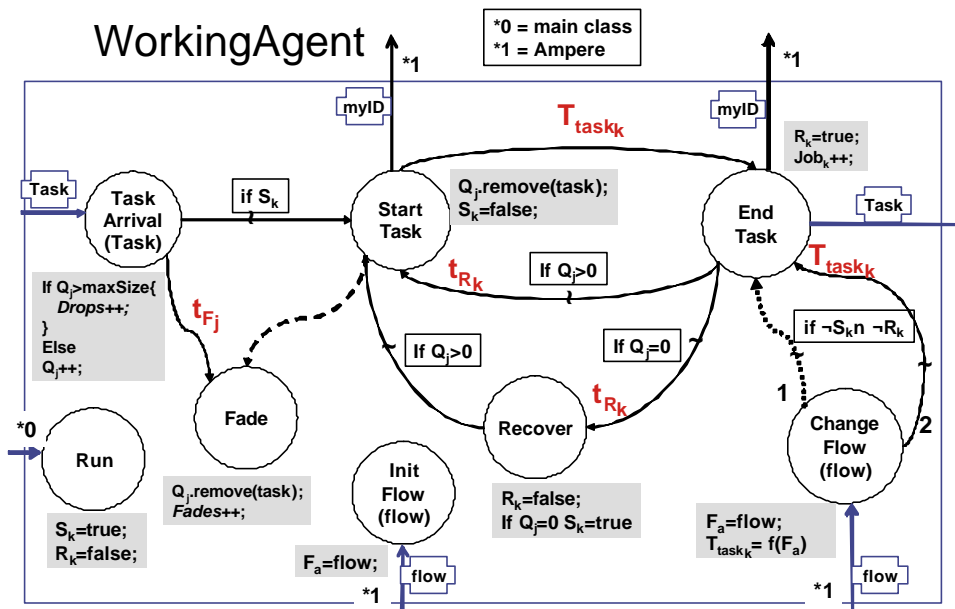 WorkingAgent
*0 = main class
*1 = Ampere
*1
*1
myID
myID
T_task_k
R_k=true;
Job_k++;
Task
Task
Arrival
(Task)
if S_k
Start
Task
Q_j.remove(task);
S_k=false;
End
Task
Task
T_task_k
If Q_j>maxSize{
Drops++;
}
Else
Q_j++;
t_F_j
t_R_k
If Q_j>0
if ¬S_k n ¬R_k
If Q_j>0
If Q_j=0
t_R_k
1
2
Fade
Recover
Change
Flow
(flow)
*0
Run
Init
Flow
(flow)
Q_j.remove(task);
Fades++;
R_k=false;
If Q_j=0 S_k=true
S_k=true;
R_k=false;
F_a=flow;
F_a=flow;
T_task_k= f(F_a)
flow
flow
*1
*1